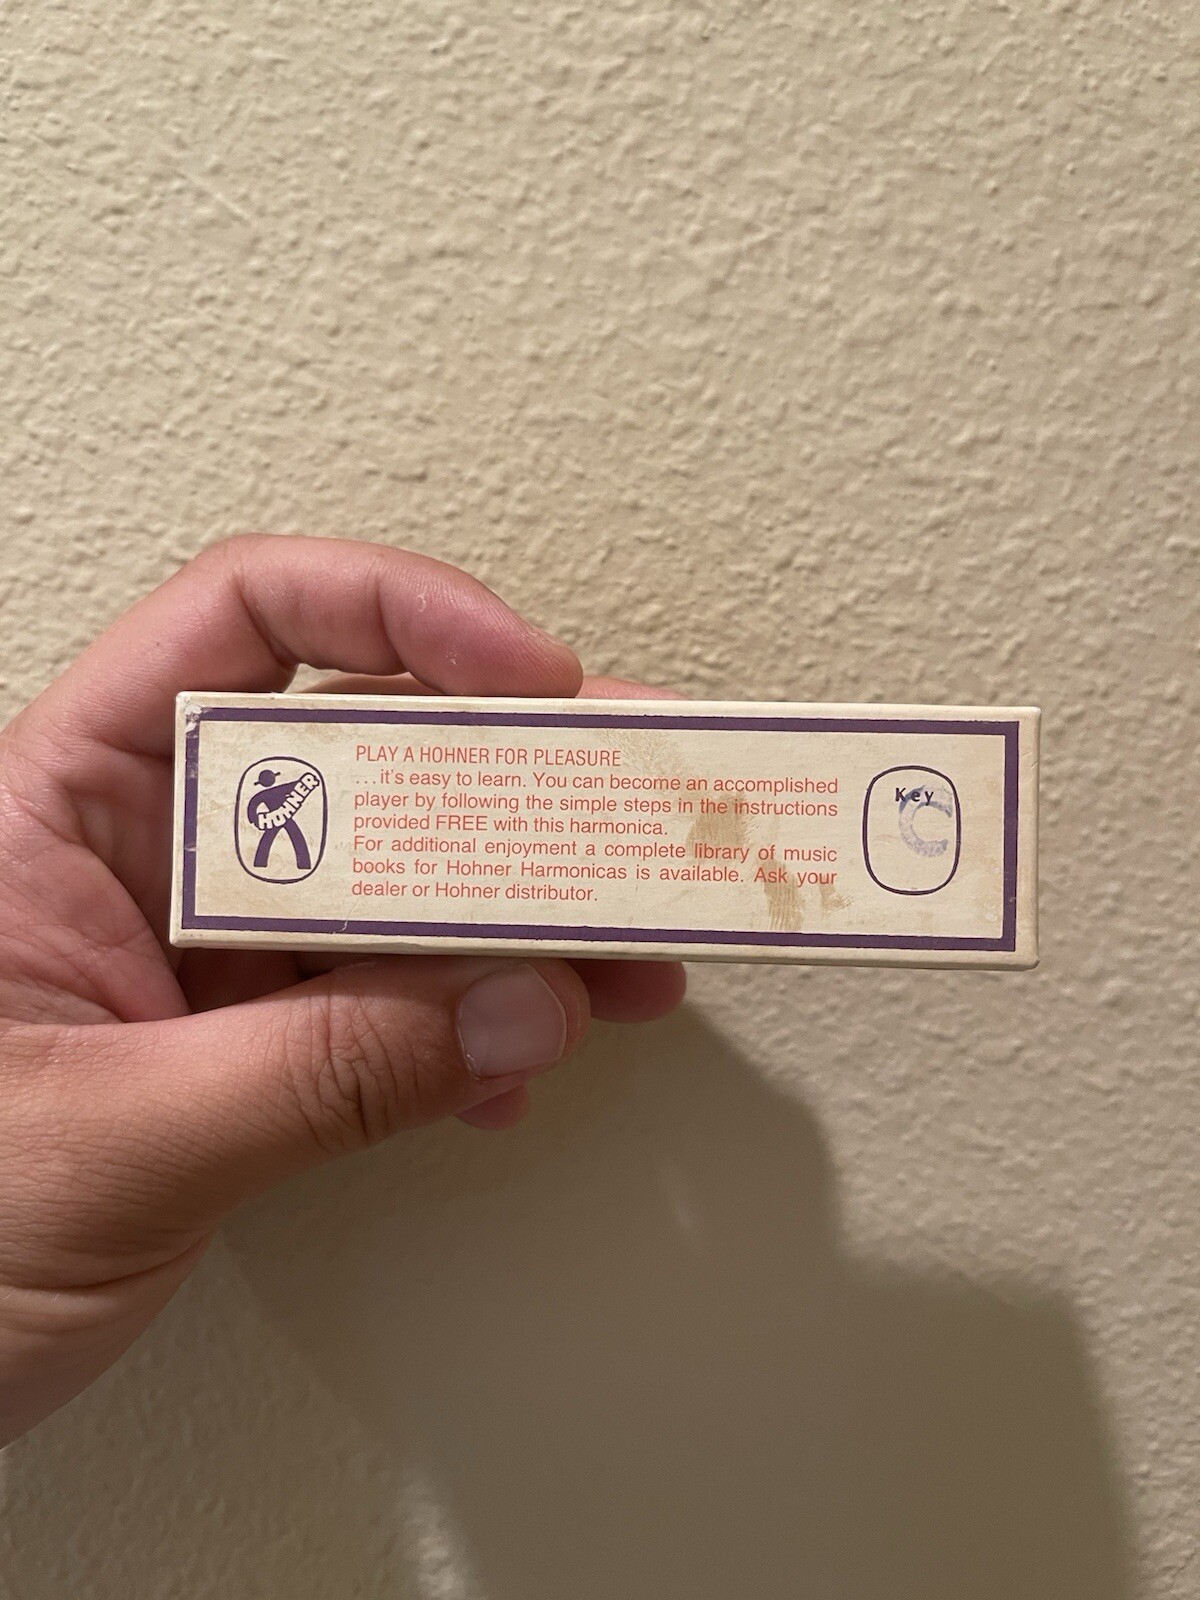 HOHNER
PLAY A HOHNER FOR PLEASURE
...it's easy to learn. You can become an accomplished
player by following the simple steps in the instructions
provided FREE with this harmonica.
For additional enjoyment a complete library of music
books for Hohner Harmonicas is available. Ask your
dealer or Hohner distributor.
Key
C